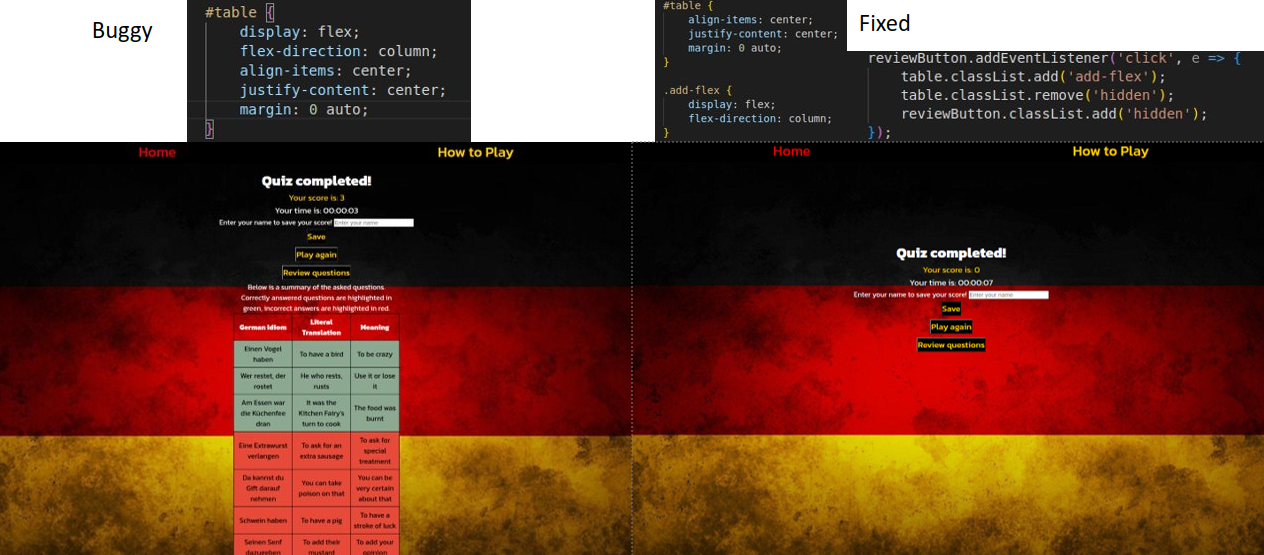 Buggy
#table {
display: flex;
flex-direction: column;
align-items: center;
justify-content: center;
margin: 0 auto;
}
#table {
align-items: center;
justify-content: center;
margin: 0 auto;
}
.add-flex {
display: flex;
flex-direction: column;
}
Fixed
reviewButton.addEventListener('click', e => {
table.classList.add('add-flex');
table.classList.remove('hidden');
reviewButton.classList.add('hidden');
});
Home
How to Play
Quiz completed!
Your score is: 3
Your time is: 00:00:03
Enter your name to save your score! Enter your name
Save
Play again
Review questions
Below is a summary of the asked questions.
Correctly answered questions are highlighted in
green, incorrect answers are highlighted in red.
German Idiom
Literal
Translation
Meaning
Einen Vogel
haben
To have a bird
To be crazy
Wer rastet, der
rostet
He who rests,
rusts
Use it or lose
it
Am Essen war
die Küchenfee
dran
It was the
Kitchen Fairy's
turn to cook
The food was
burnt
Eine Extrawurst
verlangen
To ask for an
extra sausage
To ask for
special
treatment
Da kannst du
Gift darauf
nehmen
You can take
poison on that
You can be
very certain
about that
Schwein haben
To have a pig
To have a
stroke of luck
Seinen Senf
dazugeben
To add their
mustard
To add your
opinion
Home
How to Play
Quiz completed!
Your score is: 0
Your time is: 00:00:07
Enter your name to save your score! Enter your name
Save
Play again
Review questions